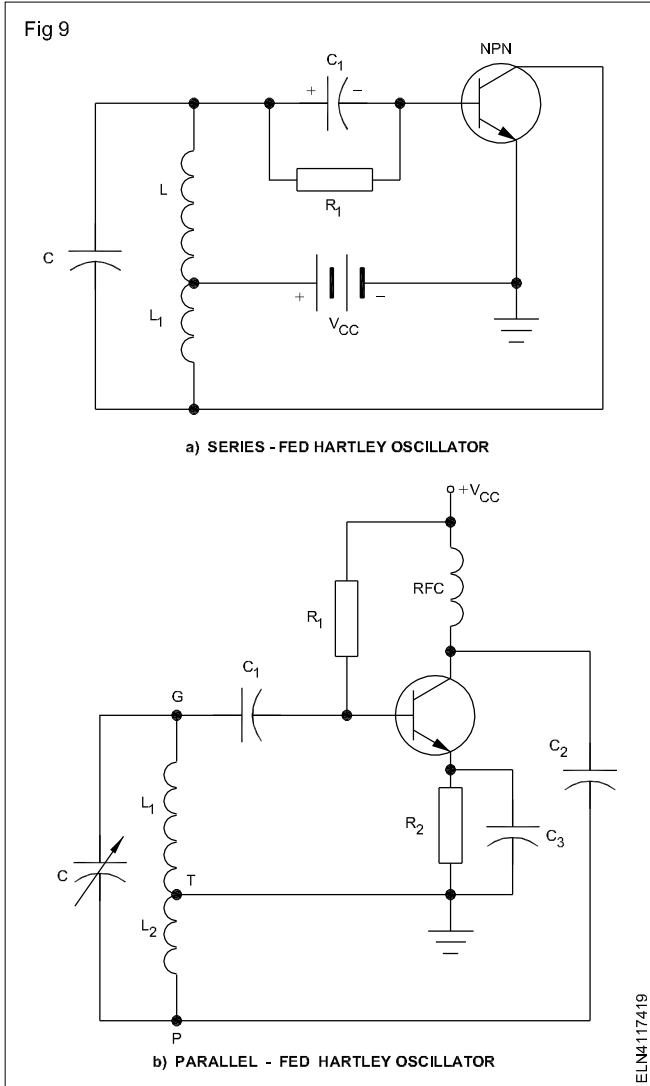 Fig 9
NPN
C1
+ −
L
R1
C
L1
+ −
VCC
a) SERIES - FED HARTLEY OSCILLATOR
+VCC
RFC
R1
C1
G
C2
L1
R2
C3
C
T
L2
P
b) PARALLEL - FED HARTLEY OSCILLATOR
ELN4117419